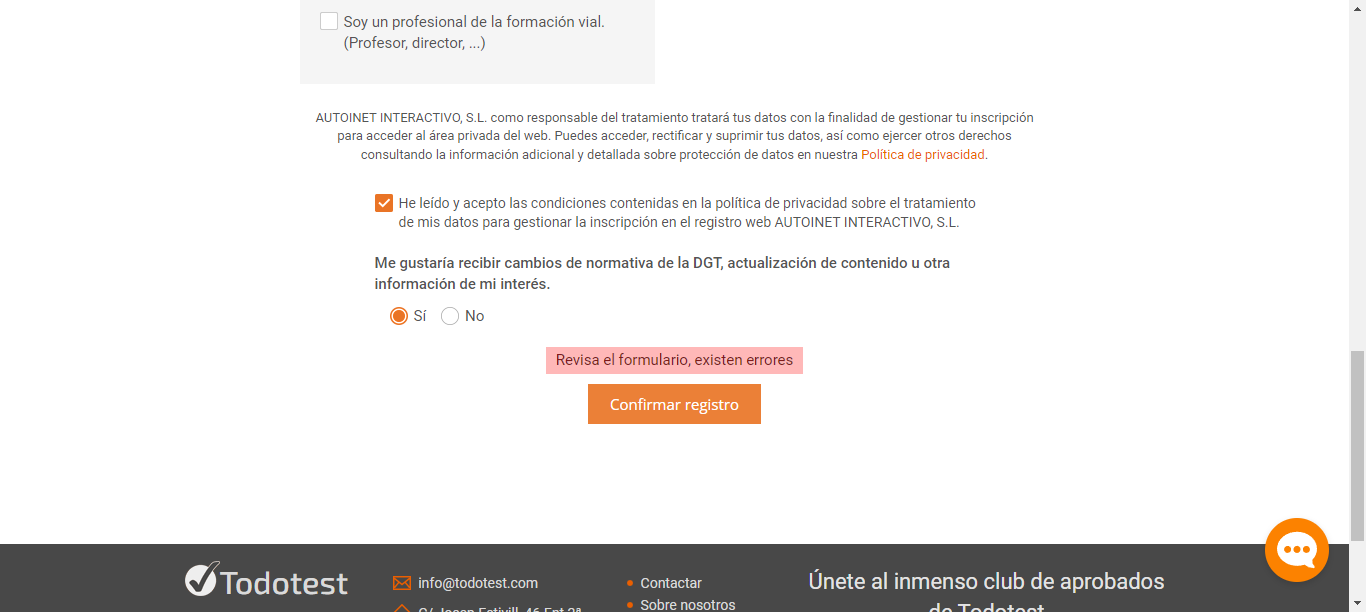 Soy un profesional de la formación vial.
(Profesor, director, ...)
AUTOINET INTERACTIVO, S.L. como responsable del tratamiento tratará tus datos con la finalidad de gestionar tu inscripción
para acceder al área privada del web. Puedes acceder, rectificar y suprimir tus datos, así como ejercer otros derechos
consultando la información adicional y detallada sobre protección de datos en nuestra Política de privacidad.
He leído y acepto las condiciones contenidas en la política de privacidad sobre el tratamiento
de mis datos para gestionar la inscripción en el registro web AUTOINET INTERACTIVO, S.L.
Me gustaría recibir cambios de normativa de la DGT, actualización de contenido u otra
información de mi interés.
Sí No
Revisa el formulario, existen errores
Confirmar registro
Todotest
info@todotest.com
C/ Josep Estivill, 46 Ent 2ª
Contactar
Sobre nosotros
Únete al inmenso club de aprobados
de Todotest